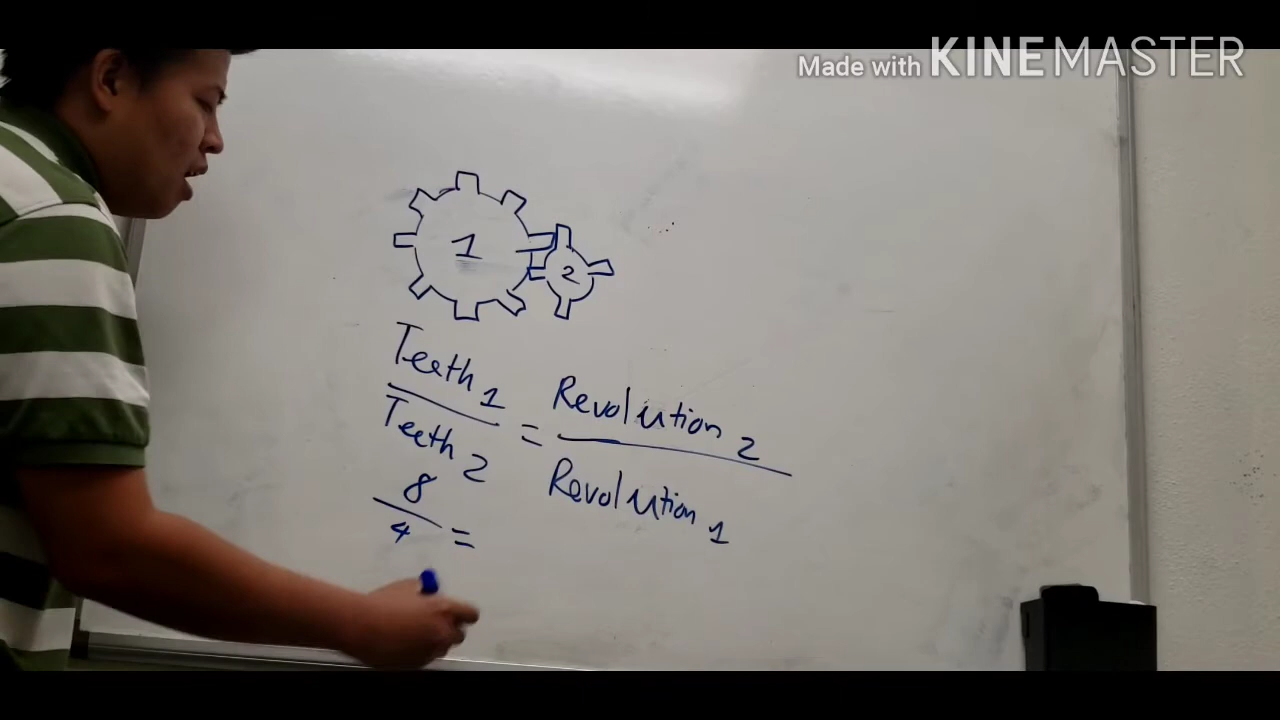 Made with KINEMASTER
1
2
Teeth 1
Teeth 2
=
Revolution 2
Revolution 1
8
4
=